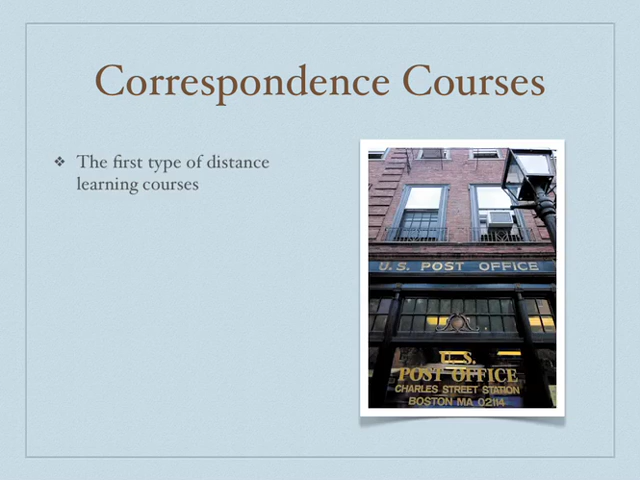 Correspondence Courses
❖ The first type of distance
learning courses
U.S. POST OFFICE
U.S.
POST OFFICE
CHARLES STREET STATION
BOSTON MA 02114